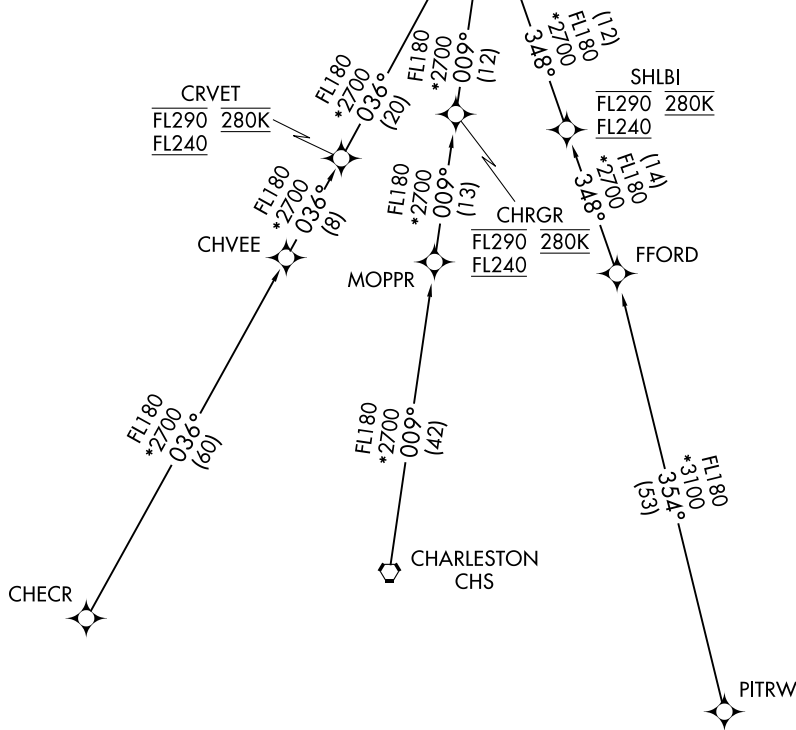 FL180
*2700
036°
(20)
FL180
*2700
009°
(12)
(12)
FL180
*2700
348°
CRVET
FL290 280K
FL240
SHLBI
FL290 280K
FL240
FL180
*2700
036°
(8)
FL180
*2700
009°
(13)
(14)
FL180
*2700
348°
CHRGR
FL290 280K
FL240
CHVEE
MOPPR
FFORD
FL180
*2700
036°
(60)
FL180
*2700
009°
(42)
FL180
*3100
354°
(53)
CHARLESTON
CHS
CHECR
PITRW